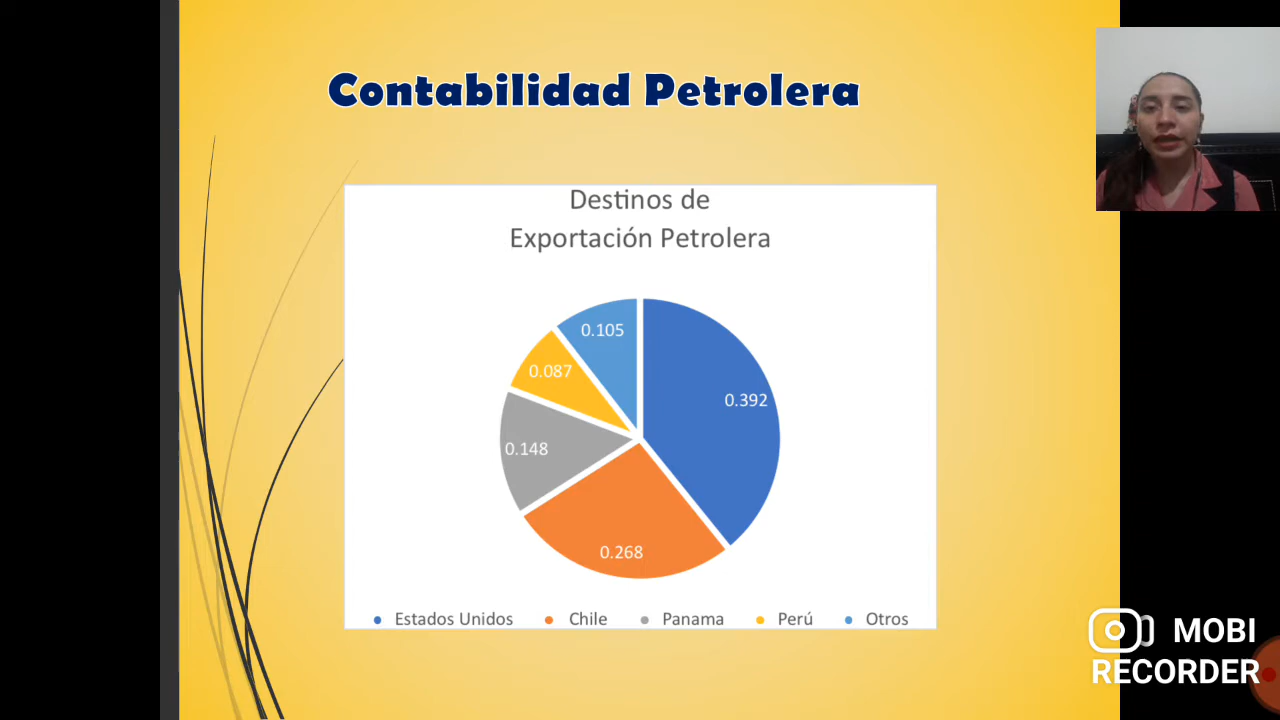 Contabilidad Petrolera
Destinos de
Exportación Petrolera
0.105
0.087
0.392
0.148
0.268
Estados Unidos Chile Panama Perú Otros
MOBI
RECORDER